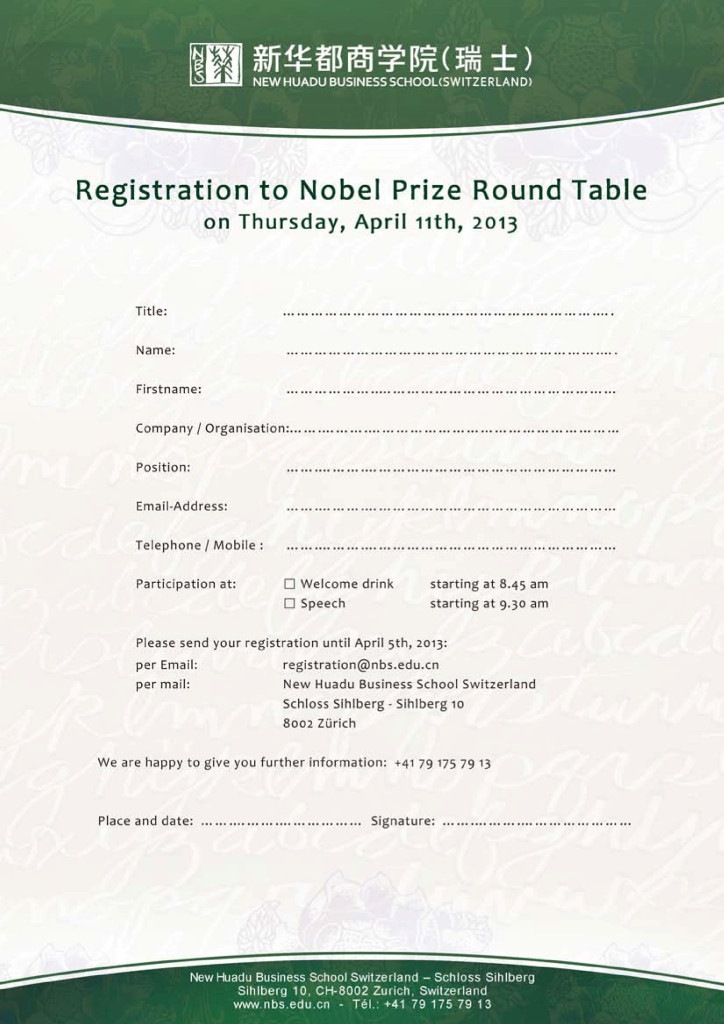 NBS
新华都商学院(瑞士)
NEW HUADU BUSINESS SCHOOL(SWITZERLAND)
Registration to Nobel Prize Round Table
on Thursday, April 11th, 2013
Title: ………………………………………………………………….
Name: ………………………………………………………………….
Firstname: …………………………………………………………………
Company / Organisation:…………………………………………………………………
Position: …………………………………………………………………
Email-Address: …………………………………………………………………
Telephone / Mobile : …………………………………………………………………
Participation at: ☐ Welcome drink starting at 8.45 am
☐ Speech starting at 9.30 am
Please send your registration until April 5th, 2013:
per Email: registration@nbs.edu.cn
per mail: New Huadu Business School Switzerland
Schloss Sihlberg - Sihlberg 10
8002 Zürich
We are happy to give you further information: +41 79 175 79 13
Place and date: ……………………………… Signature: ……………………………………
New Huadu Business School Switzerland – Schloss Sihlberg
Sihlberg 10, CH-8002 Zurich, Switzerland
www.nbs.edu.cn - Tél.: +41 79 175 79 13